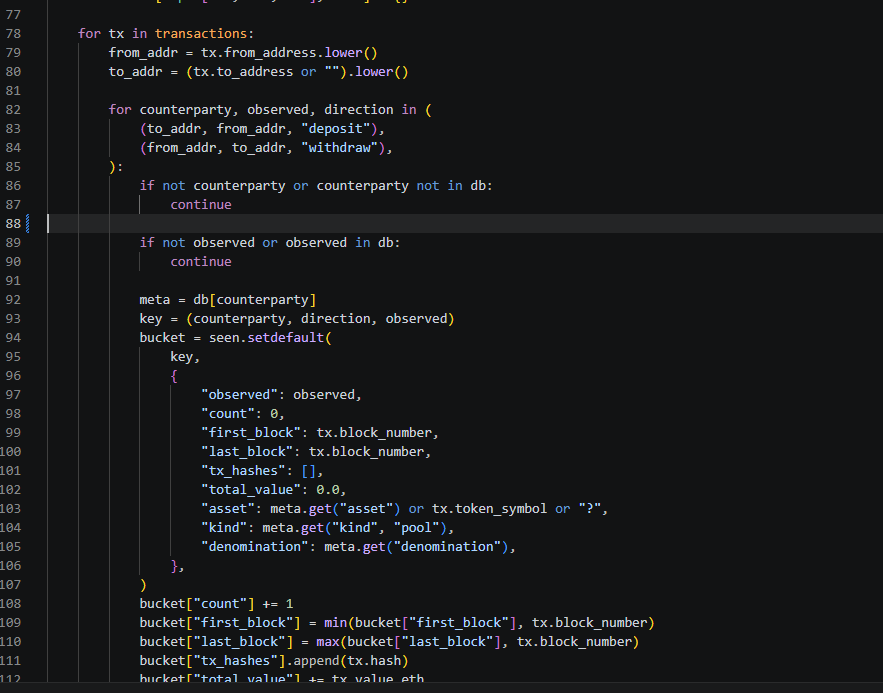 77
78 for tx in transactions:
79 from_addr = tx.from_address.lower()
80 to_addr = (tx.to_address or "").lower()
81
82 for counterparty, observed, direction in (
83 (to_addr, from_addr, "deposit"),
84 (from_addr, to_addr, "withdraw"),
85 ):
86 if not counterparty or counterparty not in db:
87 continue
88
89 if not observed or observed in db:
90 continue
91
92 meta = db[counterparty]
93 key = (counterparty, direction, observed)
94 bucket = seen.setdefault(
95 key,
96 {
97 "observed": observed,
98 "count": 0,
99 "first_block": tx.block_number,
100 "last_block": tx.block_number,
101 "tx_hashes": [],
102 "total_value": 0.0,
103 "asset": meta.get("asset") or tx.token_symbol or "?",
104 "kind": meta.get("kind", "pool"),
105 "denomination": meta.get("denomination"),
106 },
107 )
108 bucket["count"] += 1
109 bucket["first_block"] = min(bucket["first_block"], tx.block_number)
110 bucket["last_block"] = max(bucket["last_block"], tx.block_number)
111 bucket["tx_hashes"].append(tx.hash)
112 bucket["total_value"] += tx.value_eth